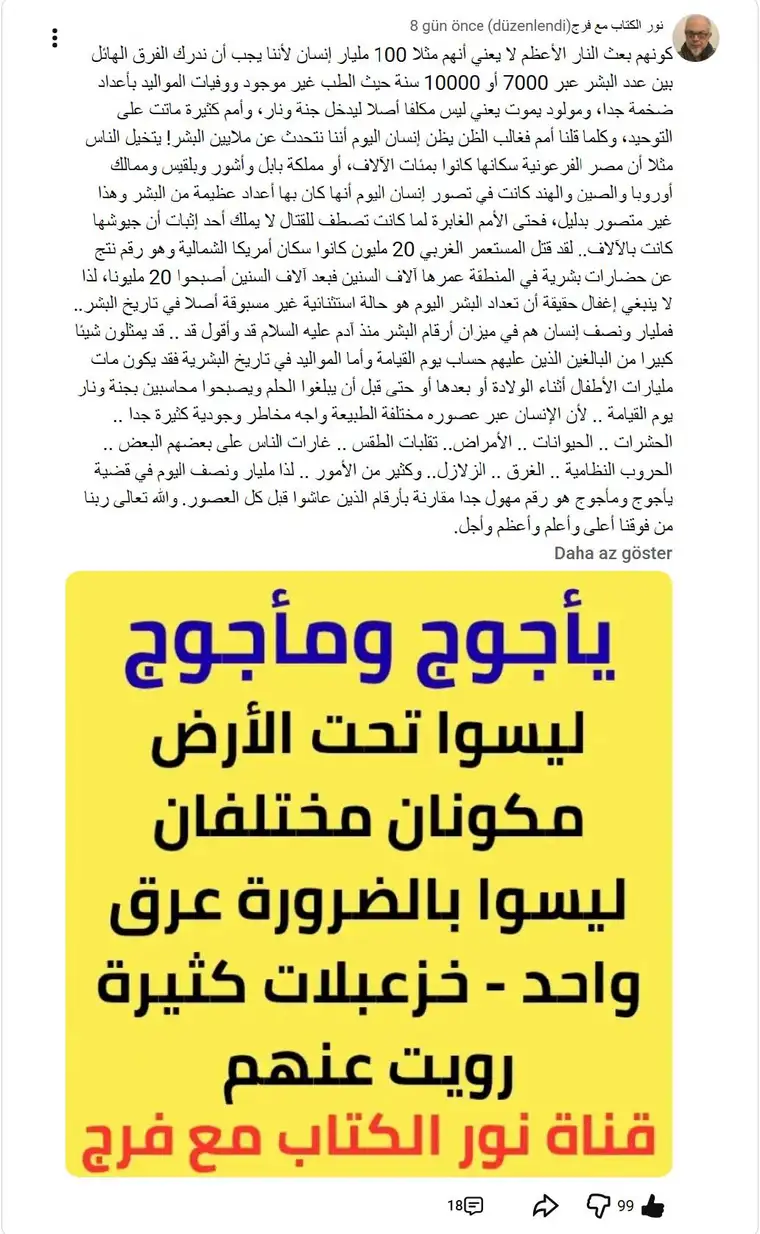 نور الكتاب مع فرج(düzenlendi) 8 gün önce
كونهم بعث النار الأعظم لا يعني أنهم مثلا 100 مليار إنسان لأننا يجب أن ندرك الفرق الهائل
بين عدد البشر عبر 7000 أو 10000 سنة حيث الطب غير موجود ووفيات المواليد بأعداد
ضخمة جدا، ومولود يموت يعني ليس مكلفا أصلا ليدخل جنة ونار، وأمم كثيرة ماتت على
التوحيد، وكلما قلنا أمم فغالب الظن يظن إنسان اليوم أننا نتحدث عن ملايين البشر! يتخيل الناس
مثلا أن مصر الفرعونية سكانها كانوا بمئات الآلاف، أو مملكة بابل وأشور وبلقيس وممالك
أوروبا والصين والهند كانت في تصور إنسان اليوم أنها كان بها أعداد عظيمة من البشر وهذا
غير متصور بدليل، فحتى الأمم الغابرة لما كانت تصطف للقتال لا يملك أحد إثبات أن جيوشها
كانت بالآلاف.. لقد قتل المستعمر الغربي 20 مليون كانوا سكان أمريكا الشمالية وهو رقم نتج
عن حضارات بشرية في المنطقة عمرها آلاف السنين فبعد آلاف السنين أصبحوا 20 مليونا، لذا
لا ينبغي إغفال حقيقة أن تعداد البشر اليوم هو حالة استثنائية غير مسبوقة أصلا في تاريخ البشر..
فمليار ونصف إنسان هم في ميزان أرقام البشر منذ آدم عليه السلام قد وأقول قد .. قد يمثلون شيئا
كبيرا من البالغين الذين عليهم حساب يوم القيامة وأما المواليد في تاريخ البشرية فقد يكون مات
مليارات الأطفال أثناء الولادة أو بعدها أو حتى قبل أن يبلغوا الحلم ويصبحوا محاسبين بجنة ونار
يوم القيامة .. لأن الإنسان عبر عصوره مختلفة الطبيعة واجه مخاطر وجودية كثيرة جدا ..
الحشرات .. الحيوانات .. الأمراض.. تقلبات الطقس .. غارات الناس على بعضهم البعض ..
الحروب النظامية .. الغرق .. الزلازل.. وكثير من الأمور .. لذا مليار ونصف اليوم في قضية
يأجوج ومأجوج هو رقم مهول جدا مقارنة بأرقام الذين عاشوا قبل كل العصور. والله تعالى ربنا
من فوقنا أعلى وأعلم وأعظم وأجل.
Daha az göster
يأجوج ومأجوج
ليسوا تحت الأرض
مكونان مختلفان
ليسوا بالضرورة عرق
واحد - خزعبلات كثيرة
رويت عنهم
قناة نور الكتاب مع فرج
99 18